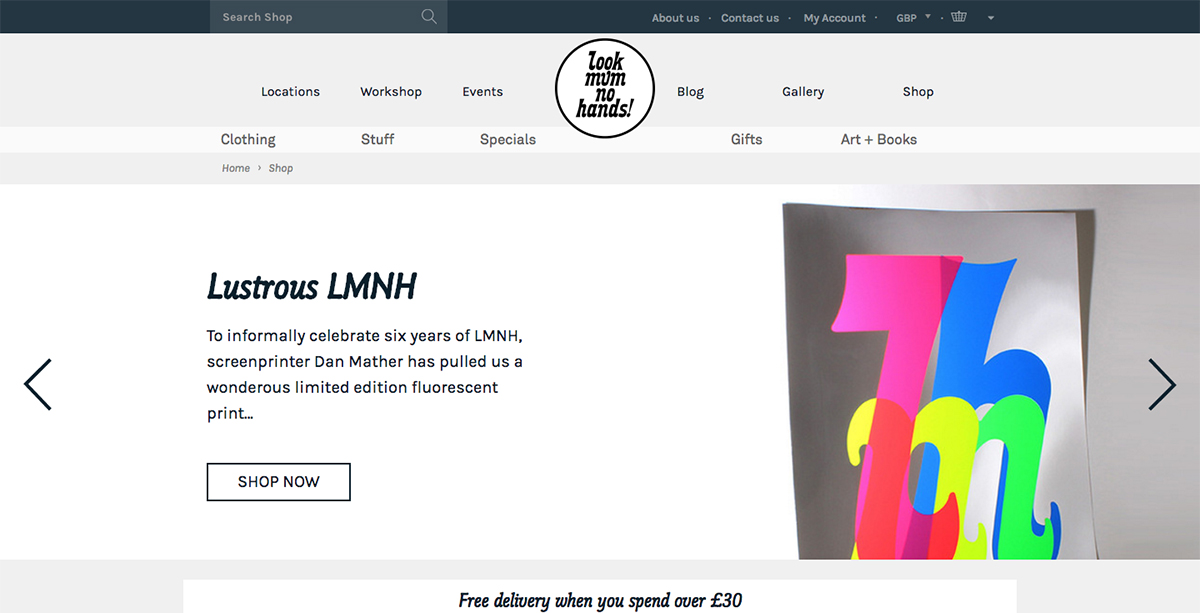 Search Shop
About us · Contact us · My Account · GBP ·
look
mum
no
hands!
Locations Workshop Events Blog Gallery Shop
Clothing Stuff Specials Gifts Art + Books
Home › Shop
Lustrous LMNH
To informally celebrate six years of LMNH,
screenprinter Dan Mather has pulled us a
wonderous limited edition fluorescent
print...
SHOP NOW
Free delivery when you spend over £30